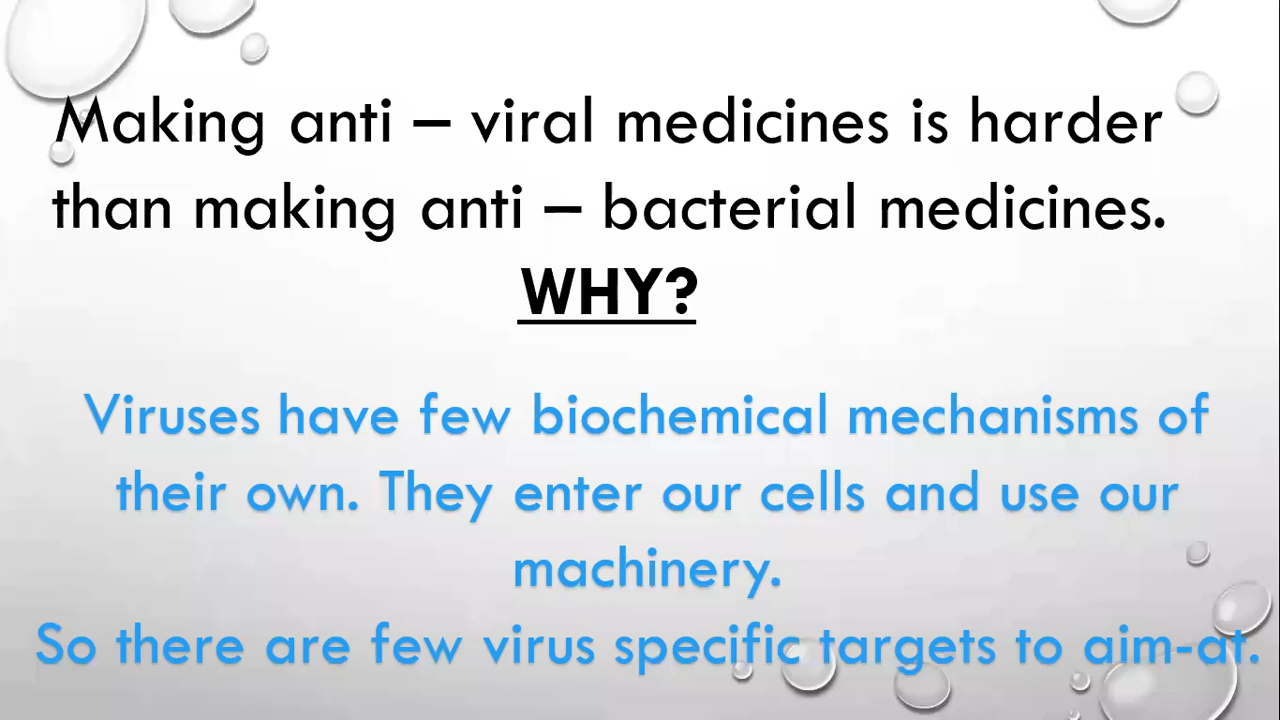 Making anti – viral medicines is harder
than making anti – bacterial medicines.
WHY?
Viruses have few biochemical mechanisms of
their own. They enter our cells and use our
machinery.
So there are few virus specific targets to aim-at.